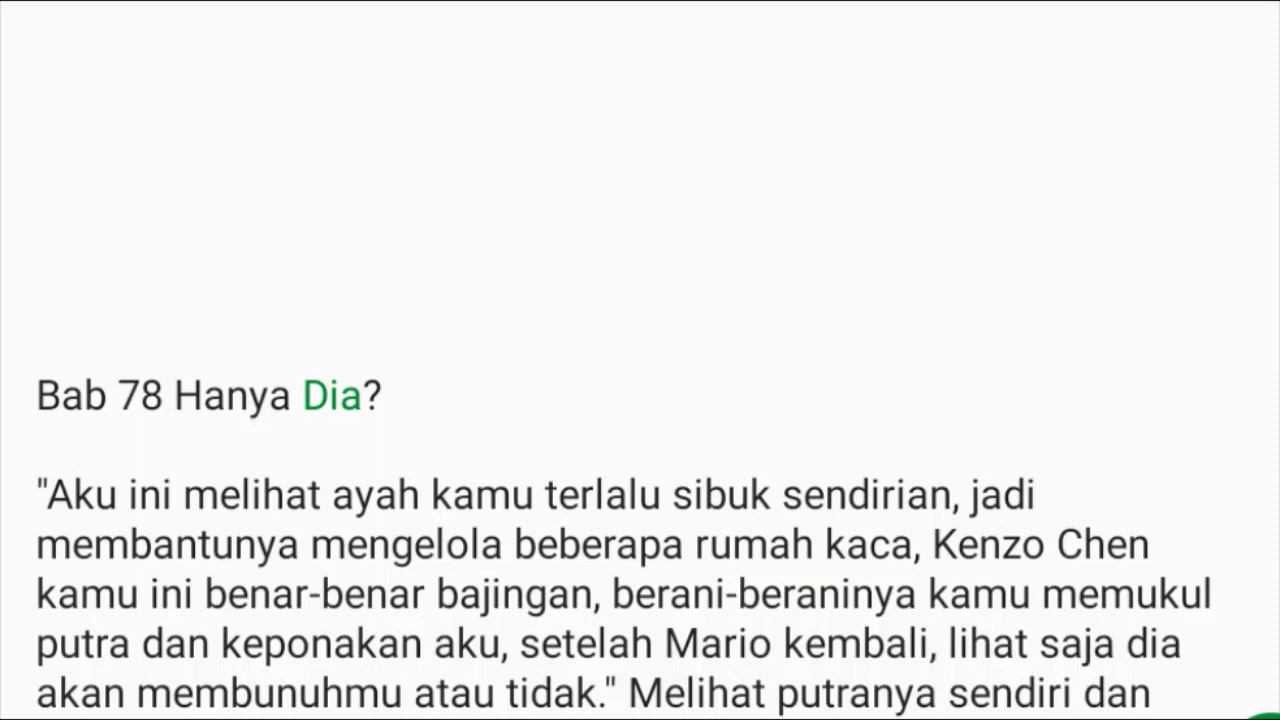 Bab 78 Hanya Dia?
"Aku ini melihat ayah kamu terlalu sibuk sendirian, jadi
membantunya mengelola beberapa rumah kaca, Kenzo Chen
kamu ini benar-benar bajingan, berani-beraninya kamu memukul
putra dan keponakan aku, setelah Mario kembali, lihat saja dia
akan membunuhmu atau tidak." Melihat putranya sendiri dan